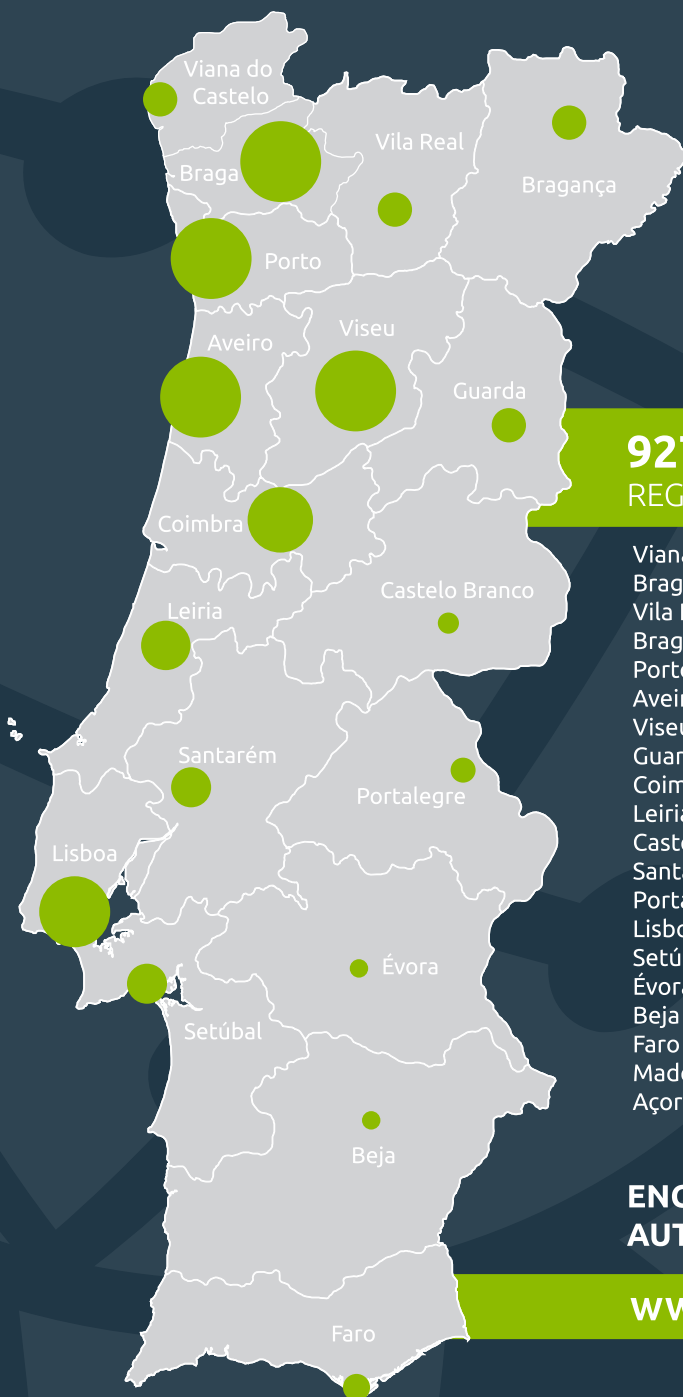 Viana do
Castelo
Vila Real
Braga
Bragança
Porto
Viseu
Aveiro
Guarda
Coimbra
Castelo Branco
Leiria
Santarém
Portalegre
Lisboa
Évora
Setúbal
Beja
Faro
92
REG
Viana
Brag
Vila
Brag
Porto
Aveir
Viseu
Guar
Coim
Leiria
Caste
Santa
Porta
Lisbo
Setú
Évora
Beja
Faro
Made
Açor
ENG
AUT
WW